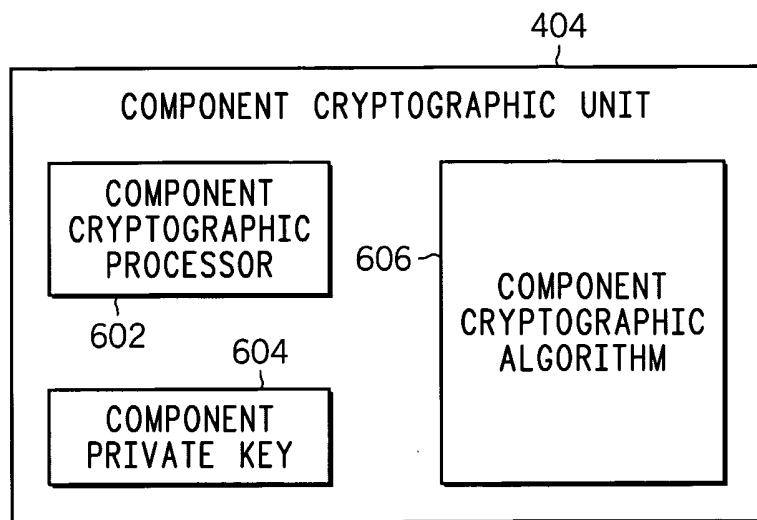 404
COMPONENT CRYPTOGRAPHIC UNIT
COMPONENT
CRYPTOGRAPHIC
PROCESSOR
602
604
COMPONENT
PRIVATE KEY
606
COMPONENT
CRYPTOGRAPHIC
ALGORITHM